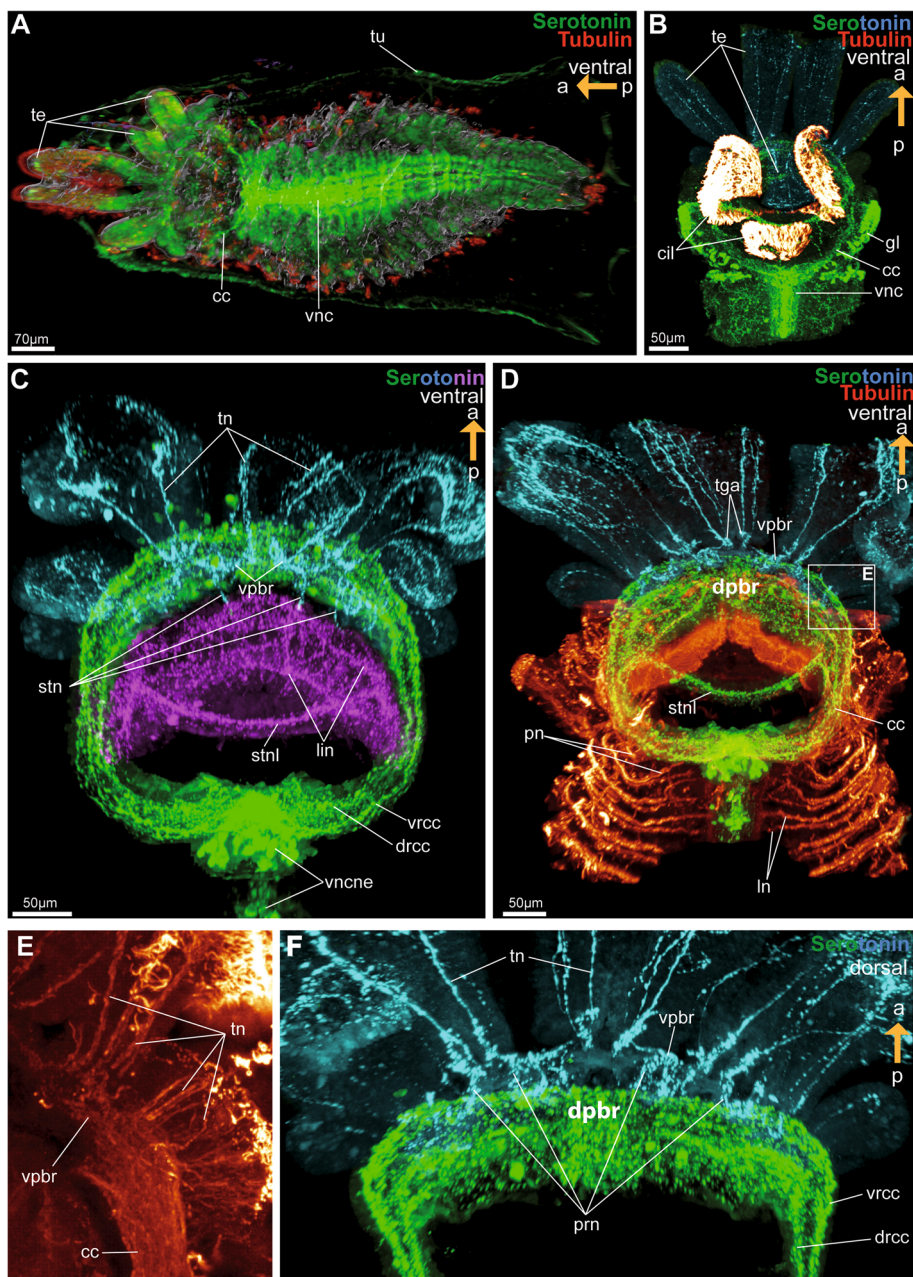 A
Serotonin
Tubulin
ventral
a p
tu
te
cc
vnc
70µm
B
Serotonin
Tubulin
ventral
a
p
te
cil
gl
cc
vnc
50µm
C
Serotonin
ventral
a
p
tn
vpbr
stn
stnl
lin
vrcc
drcc
vncne
50µm
D
Serotonin
Tubulin
ventral
a
p
tga
vpbr
dpbr
E
stnl
cc
pn
ln
50µm
E
tn
vpbr
cc
F
Serotonin
dorsal
a
p
tn
vpbr
dpbr
prn
vrcc
drcc